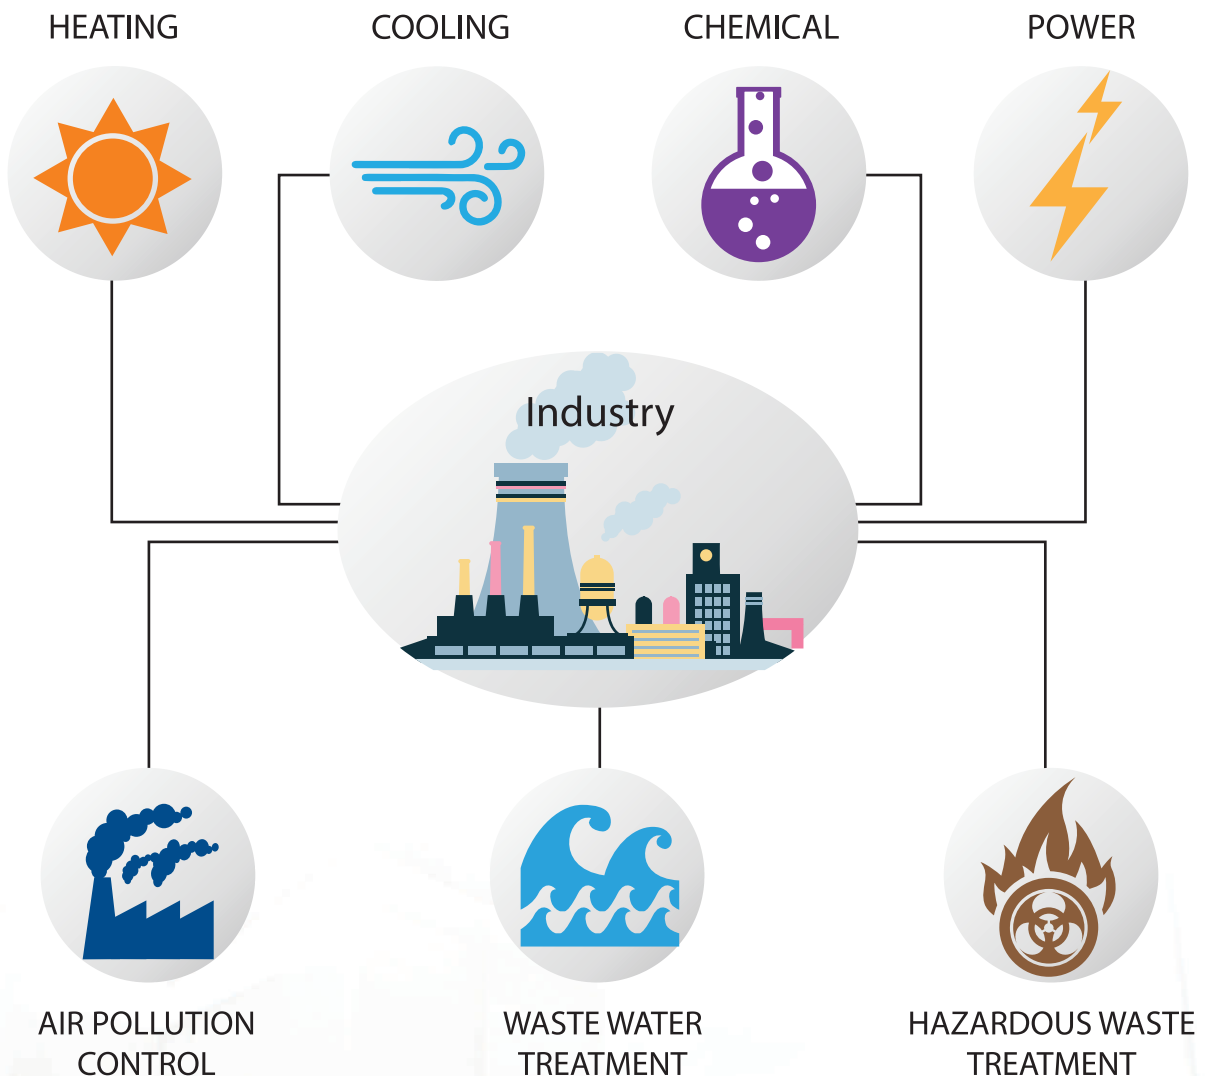 HEATING
COOLING
CHEMICAL
POWER
Industry
AIR POLLUTION
CONTROL
WASTE WATER
TREATMENT
HAZARDOUS WASTE
TREATMENT